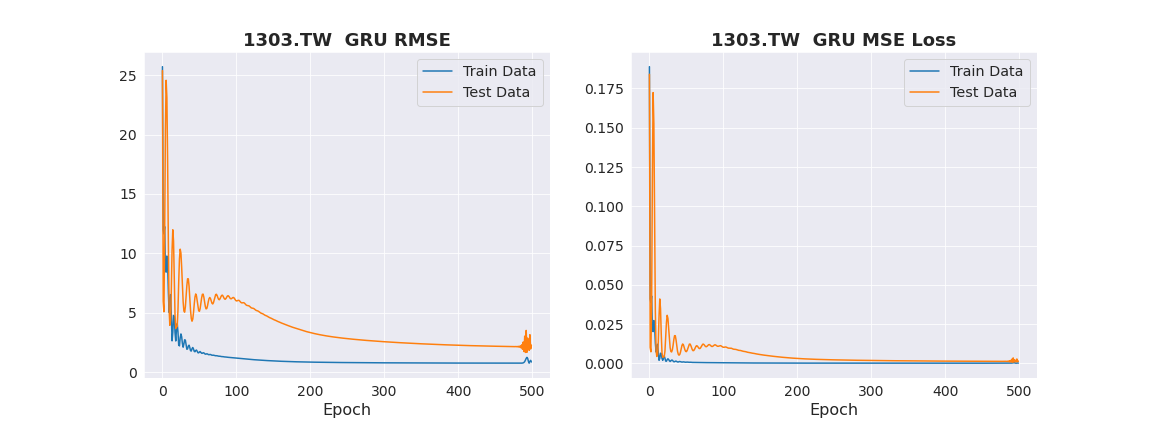 1303.TW  GRU RMSE
Train Data
Test Data
25
20
15
10
5
0
0 100 200 300 400 500
Epoch
1303.TW  GRU MSE Loss
Train Data
Test Data
0.175
0.150
0.125
0.100
0.075
0.050
0.025
0.000
0 100 200 300 400 500
Epoch